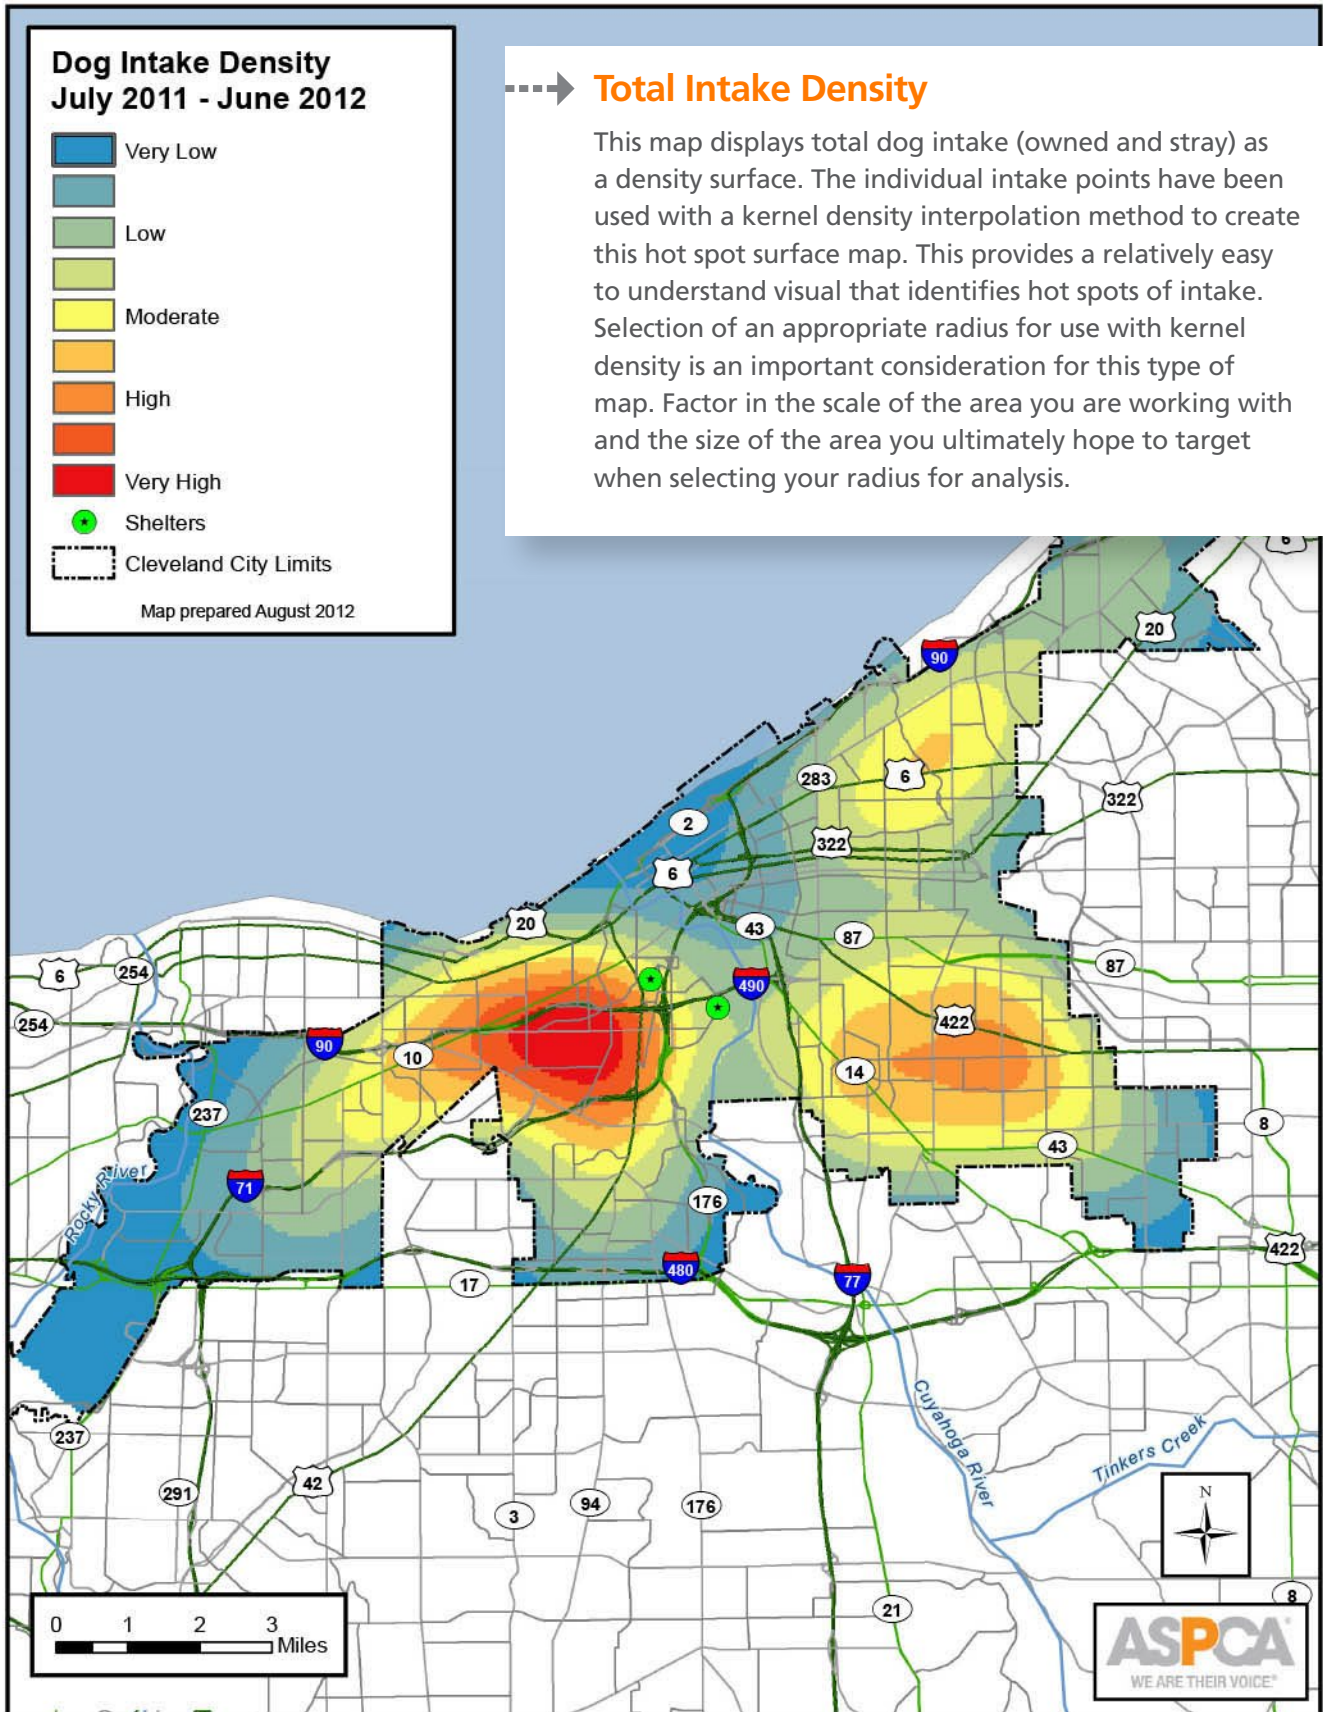 Dog Intake Density
July 2011 - June 2012
Very Low
Low
Moderate
High
Very High
Shelters
Cleveland City Limits
Map prepared August 2012
Total Intake Density
This map displays total dog intake (owned and stray) as
a density surface. The individual intake points have been
used with a kernel density interpolation method to create
this hot spot surface map. This provides a relatively easy
to understand visual that identifies hot spots of intake.
Selection of an appropriate radius for use with kernel
density is an important consideration for this type of
map. Factor in the scale of the area you are working with
and the size of the area you ultimately hope to target
when selecting your radius for analysis.
6
20
90
283
6
322
2
322
6
20
43
87
87
6
254
490
254
422
90
10
14
237
8
43
Rocky River
71
176
422
480
17
77
Cuyahoga River
237
Tinkers Creek
42
291
94
176
3
N
8
21
0 1 2 3
Miles
ASPCA®
WE ARE THEIR VOICE®